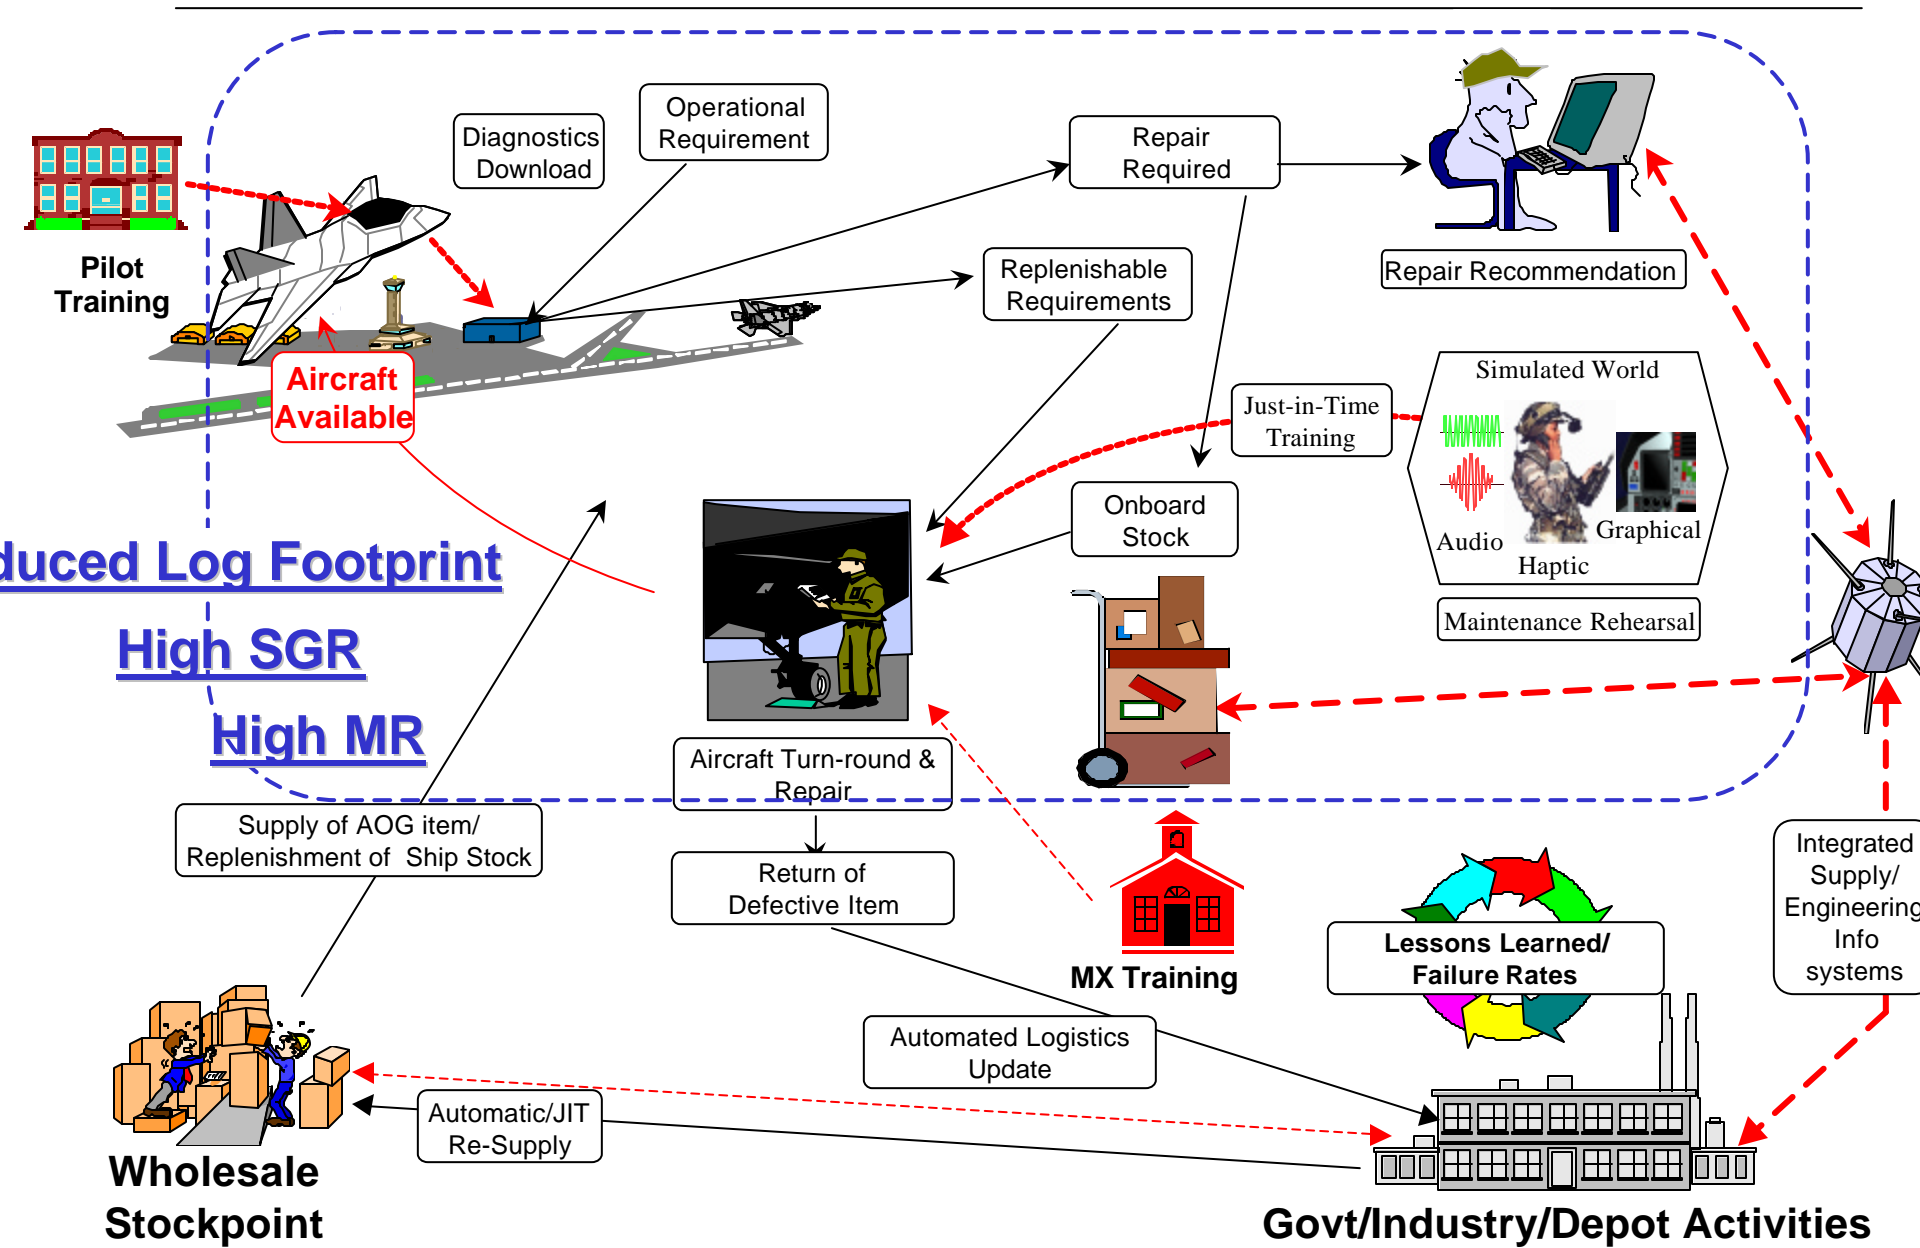 Operational
Requirement
Diagnostics
Download
Repair
Required
Pilot
Training
Replenishable
Requirements
Repair Recommendation
Aircraft
Available
Simulated World
Just-in-Time
Training
Onboard
Stock
Audio
Graphical
Haptic
duced Log Footprint
High SGR
High MR
Maintenance Rehearsal
Aircraft Turn-round &
Repair
Supply of AOG item/
Replenishment of Ship Stock
Return of
Defective Item
Integrated
Supply/
Engineering
Info
systems
MX Training
Lessons Learned/
Failure Rates
Automated Logistics
Update
Automatic/JIT
Re-Supply
Wholesale
Stockpoint
Govt/Industry/Depot Activities